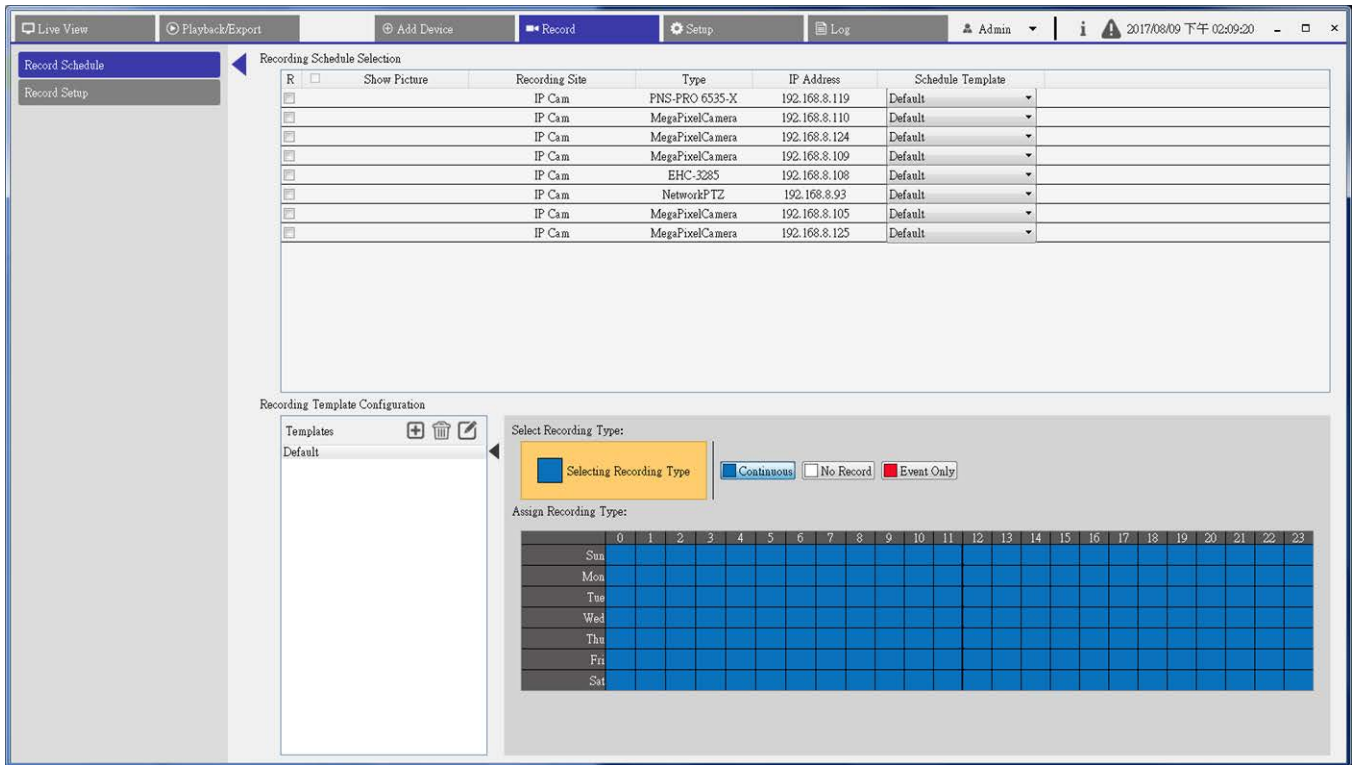 Live View Playback/Export Add Device Record Setup Log Admin i 2017/08/09 下午 02:09:20
Record Schedule
Record Setup
Recording Schedule Selection
R Show Picture Recording Site Type IP Address Schedule Template
IP Cam PNS-PRO 6535-X 192.168.8.119 Default
IP Cam MegaPixelCamera 192.168.8.110 Default
IP Cam MegaPixelCamera 192.168.8.124 Default
IP Cam MegaPixelCamera 192.168.8.109 Default
IP Cam EHC-3285 192.168.8.108 Default
IP Cam NetworkPTZ 192.168.8.93 Default
IP Cam MegaPixelCamera 192.168.8.105 Default
IP Cam MegaPixelCamera 192.168.8.125 Default
Recording Template Configuration
Templates
Default
Select Recording Type:
Selecting Recording Type Continuous No Record Event Only
Assign Recording Type:
0 1 2 3 4 5 6 7 8 9 10 11 12 13 14 15 16 17 18 19 20 21 22 23
Sun
Mon
Tue
Wed
Thu
Fri
Sat